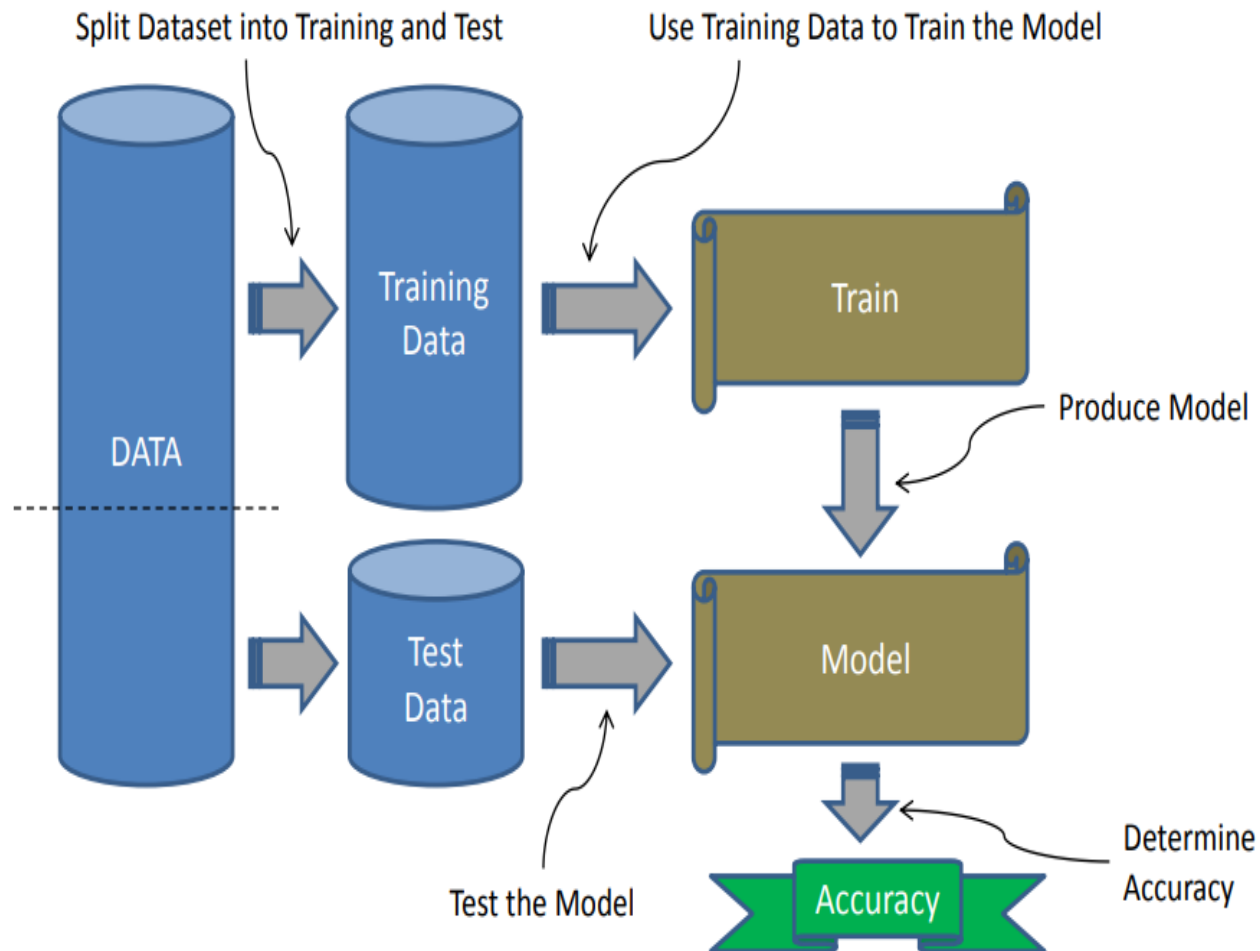 Split Dataset into Training and Test
Use Training Data to Train the Model
Training
Data
Train
DATA
Produce Model
Test
Data
Model
Test the Model
Determine
Accuracy
Accuracy